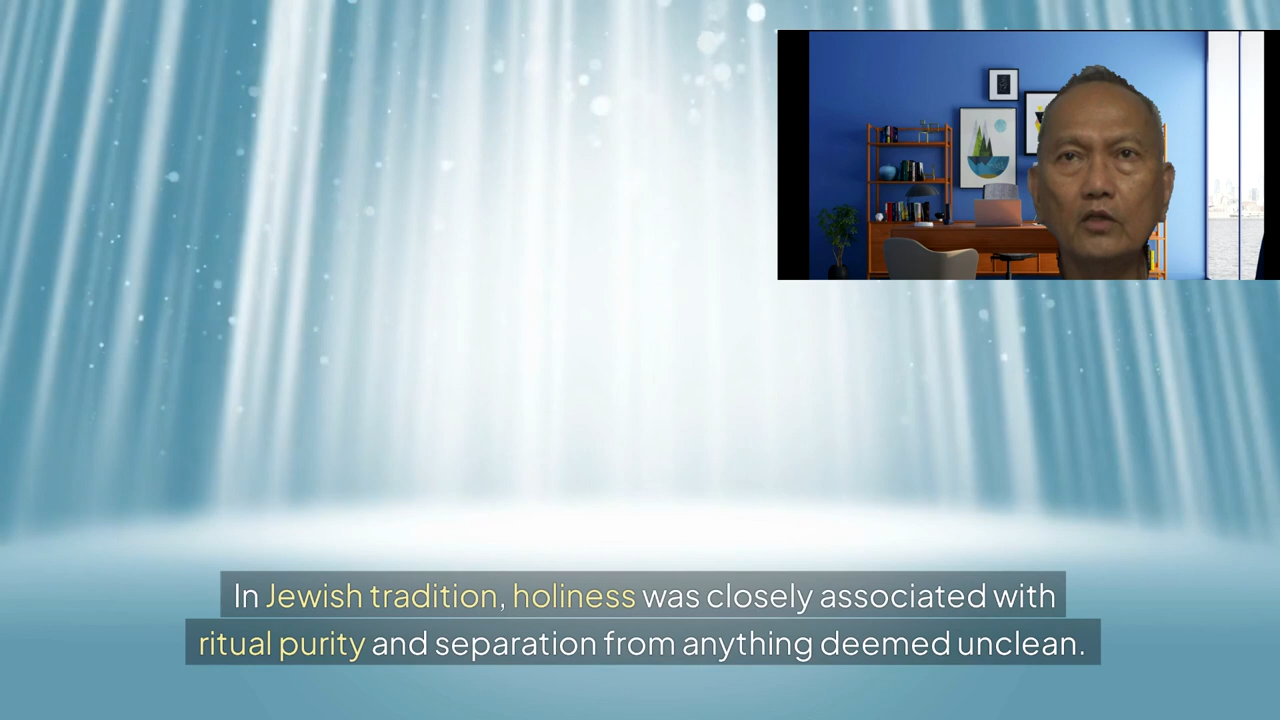 In Jewish tradition, holiness was closely associated with
ritual purity and separation from anything deemed unclean.